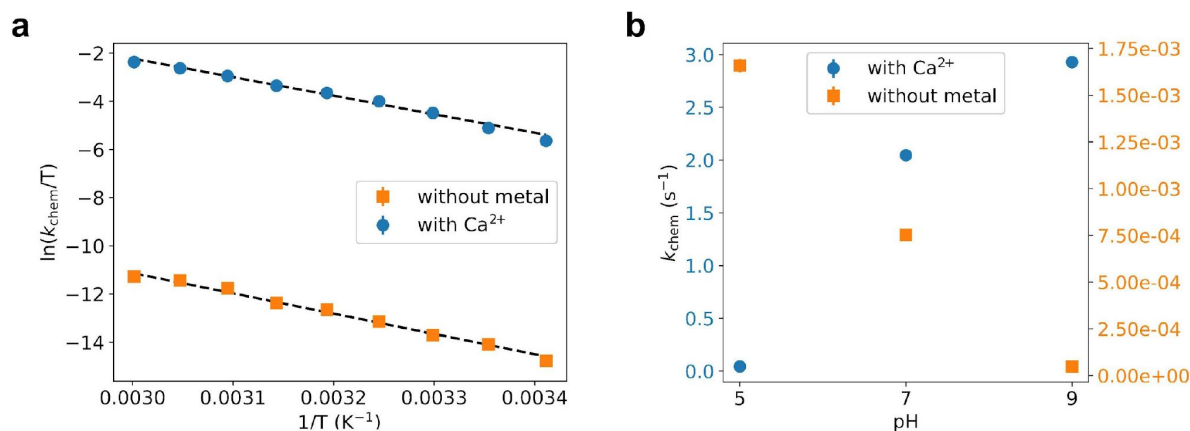 a
−2
−4
−6
−8
−10
−12
−14
ln(k_chem/T)
without metal
with Ca²⁺
0.0030
0.0031
0.0032
0.0033
0.0034
1/T (K⁻¹)
b
3.0
2.5
2.0
1.5
1.0
0.5
0.0
k_chem (s⁻¹)
with Ca²⁺
without metal
1.75e-03
1.50e-03
1.25e-03
1.00e-03
7.50e-04
5.00e-04
2.50e-04
0.00e+00
5
7
9
pH